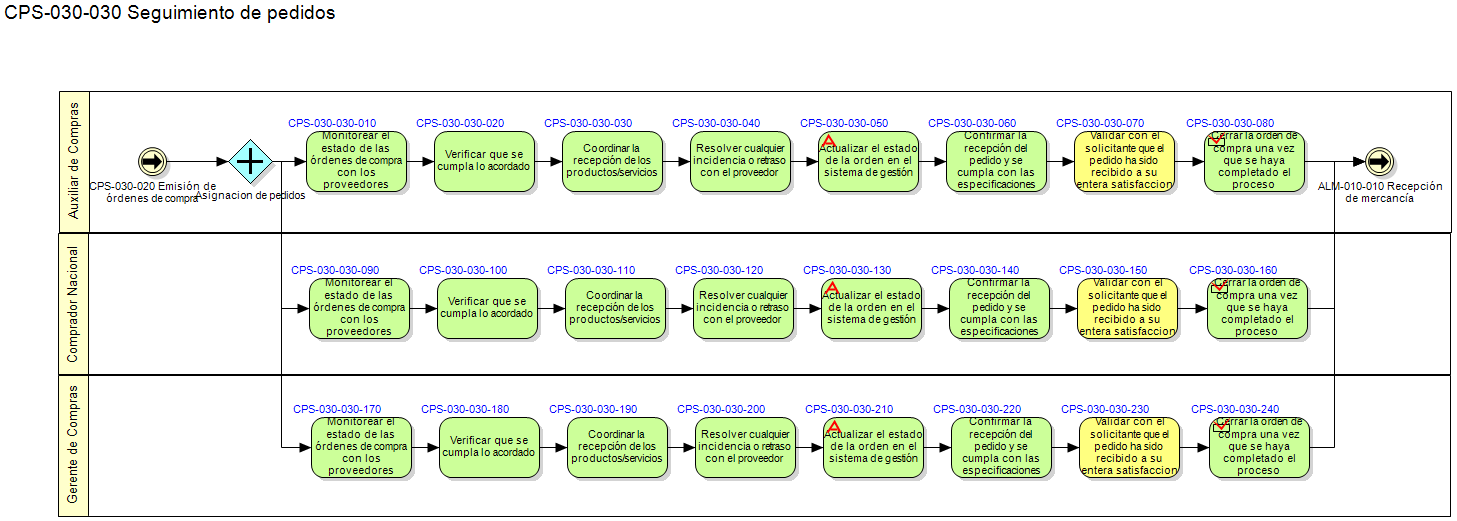 CPS-030-030 Seguimiento de pedidos
Auxiliar de Compras
CPS-030-020 Emisión de
órdenes de compra
Asignacion de pedidos
CPS-030-030-010
Monitorear el
estado de las
órdenes de compra
con los
proveedores
CPS-030-030-020
Verificar que se
cumpla lo acordado
CPS-030-030-030
Coordinar la
recepción de los
productos/servicios
CPS-030-030-040
Resolver cualquier
incidencia o retraso
con el proveedor
CPS-030-030-050
Actualizar el estado
de la orden en el
sistema de gestión
CPS-030-030-060
Confirmar la
recepción del
pedido y se
cumpla con las
especificaciones
CPS-030-030-070
Validar con el
solicitante que el
pedido ha sido
recibido a su
entera satisfaccion
CPS-030-030-080
Cerrar la orden de
compra una vez
que se haya
completado el
proceso
ALM-010-010 Recepción
de mercancía
Comprador Nacional
CPS-030-030-090
Monitorear el
estado de las
órdenes de compra
con los
proveedores
CPS-030-030-100
Verificar que se
cumpla lo acordado
CPS-030-030-110
Coordinar la
recepción de los
productos/servicios
CPS-030-030-120
Resolver cualquier
incidencia o retraso
con el proveedor
CPS-030-030-130
Actualizar el estado
de la orden en el
sistema de gestión
CPS-030-030-140
Confirmar la
recepción del
pedido y se
cumpla con las
especificaciones
CPS-030-030-150
Validar con el
solicitante que el
pedido ha sido
recibido a su
entera satisfaccion
CPS-030-030-160
Cerrar la orden de
compra una vez
que se haya
completado el
proceso
Gerente de Compras
CPS-030-030-170
Monitorear el
estado de las
órdenes de compra
con los
proveedores
CPS-030-030-180
Verificar que se
cumpla lo acordado
CPS-030-030-190
Coordinar la
recepción de los
productos/servicios
CPS-030-030-200
Resolver cualquier
incidencia o retraso
con el proveedor
CPS-030-030-210
Actualizar el estado
de la orden en el
sistema de gestión
CPS-030-030-220
Confirmar la
recepción del
pedido y se
cumpla con las
especificaciones
CPS-030-030-230
Validar con el
solicitante que el
pedido ha sido
recibido a su
entera satisfaccion
CPS-030-030-240
Cerrar la orden de
compra una vez
que se haya
completado el
proceso